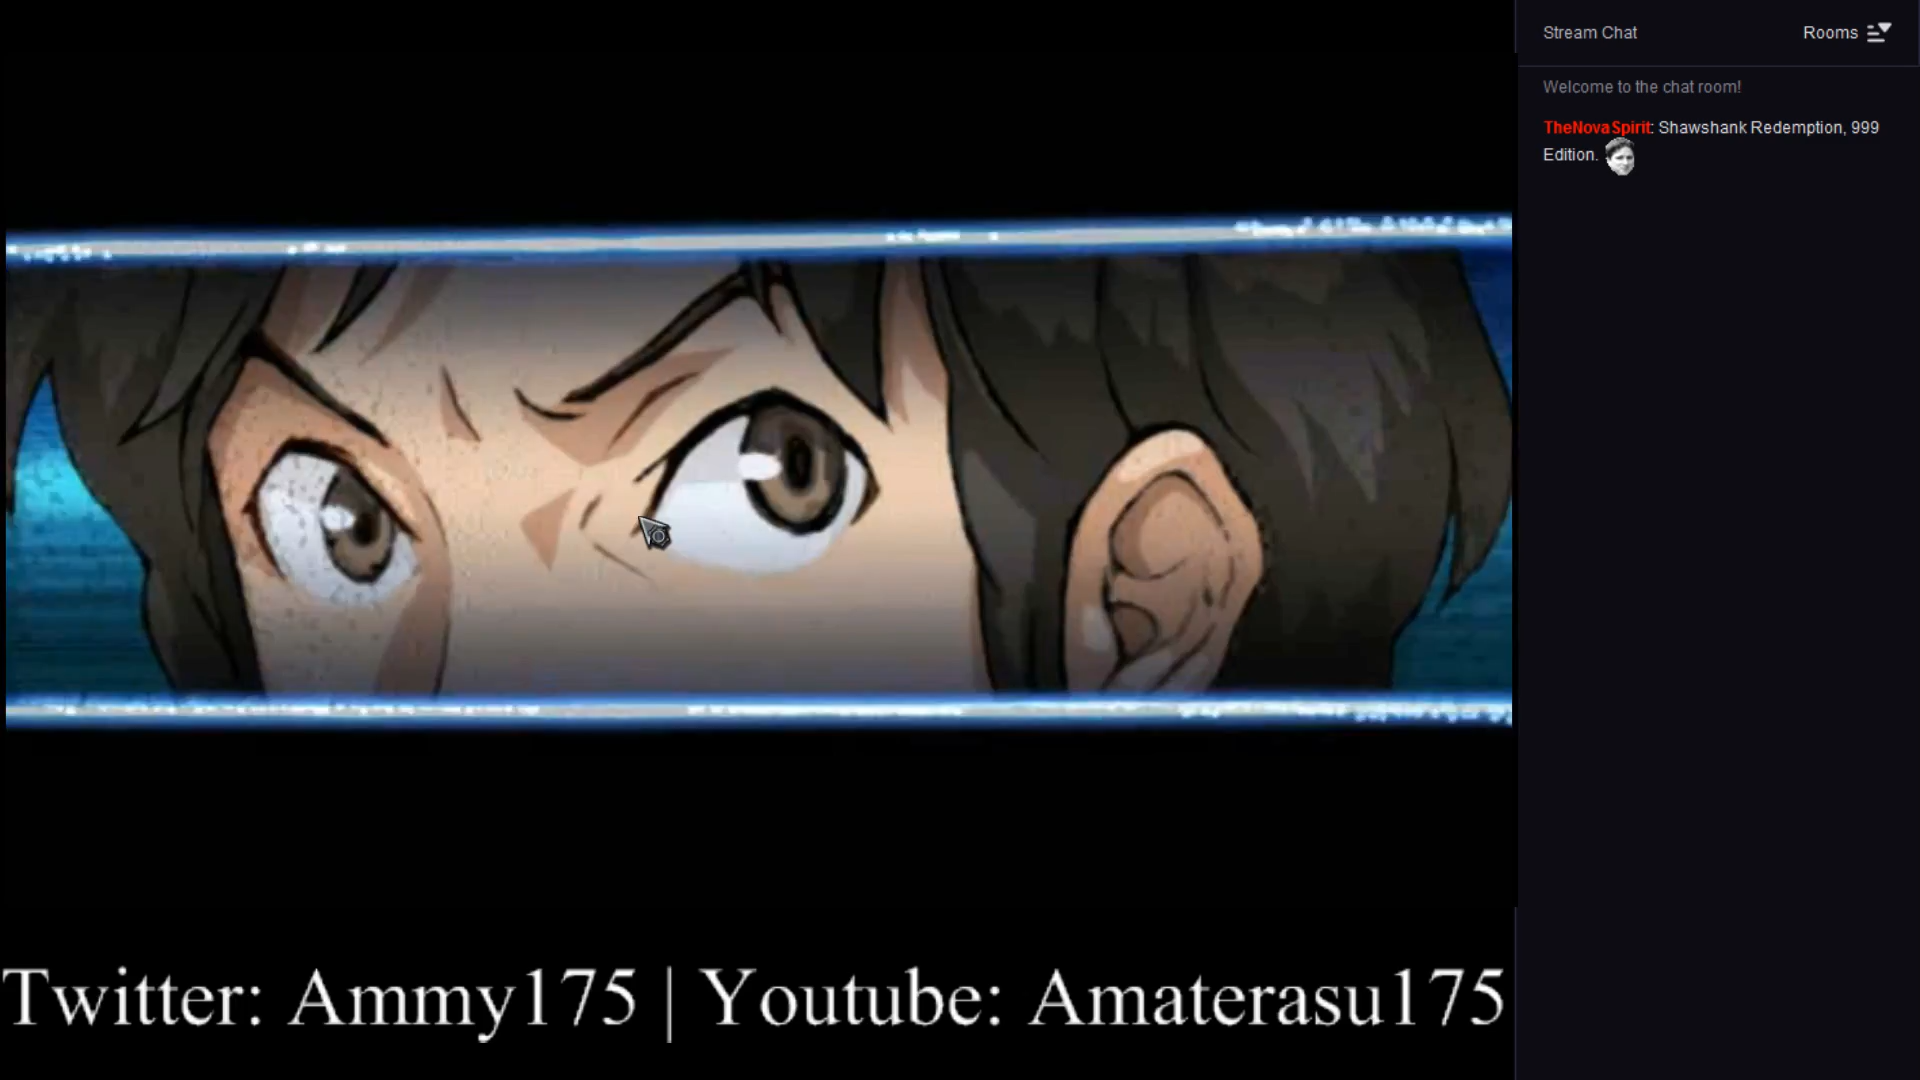 Stream Chat
Rooms
Welcome to the chat room!
TheNovaSpirit: Shawshank Redemption, 999
Edition.
Twitter: Ammy175 | Youtube: Amaterasu175